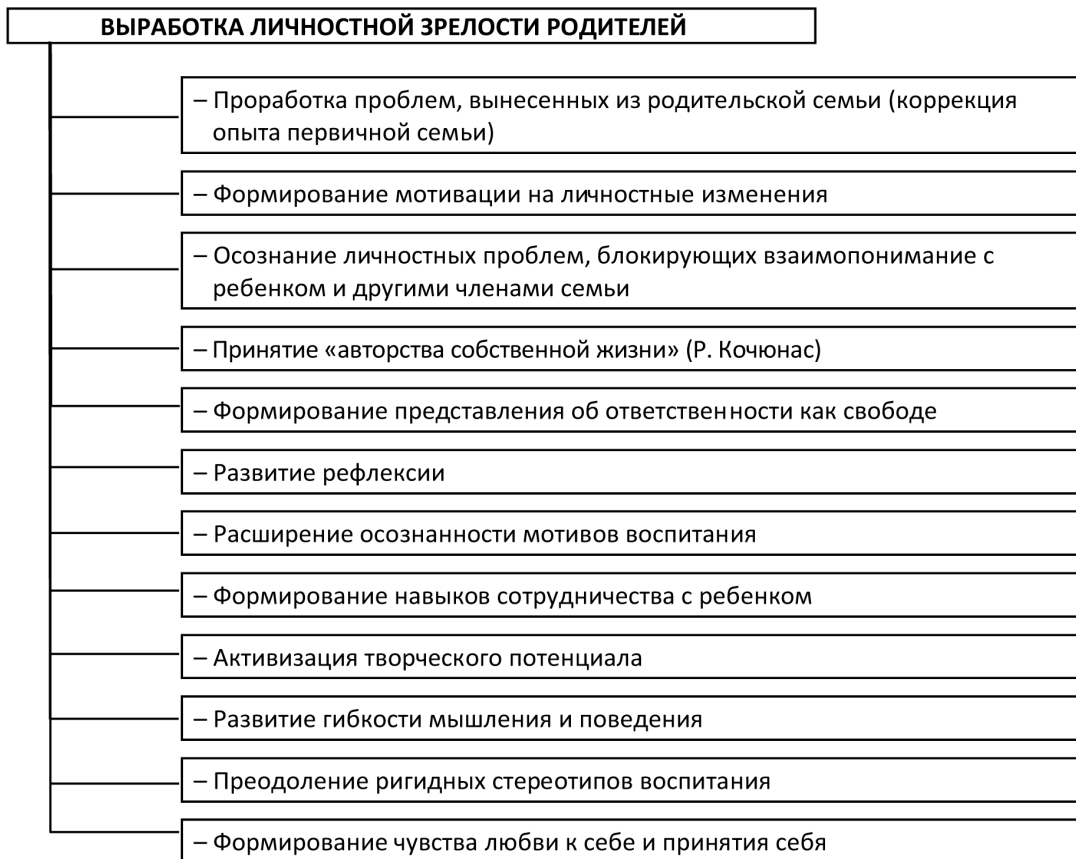 ВЫРАБОТКА ЛИЧНОСТНОЙ ЗРЕЛОСТИ РОДИТЕЛЕЙ
– Проработка проблем, вынесенных из родительской семьи (коррекция
опыта первичной семьи)
– Формирование мотивации на личностные изменения
– Осознание личностных проблем, блокирующих взаимопонимание с
ребенком и другими членами семьи
– Принятие «авторства собственной жизни» (Р. Кочюнас)
– Формирование представления об ответственности как свободе
– Развитие рефлексии
– Расширение осознанности мотивов воспитания
– Формирование навыков сотрудничества с ребенком
– Активизация творческого потенциала
– Развитие гибкости мышления и поведения
– Преодоление ригидных стереотипов воспитания
– Формирование чувства любви к себе и принятия себя